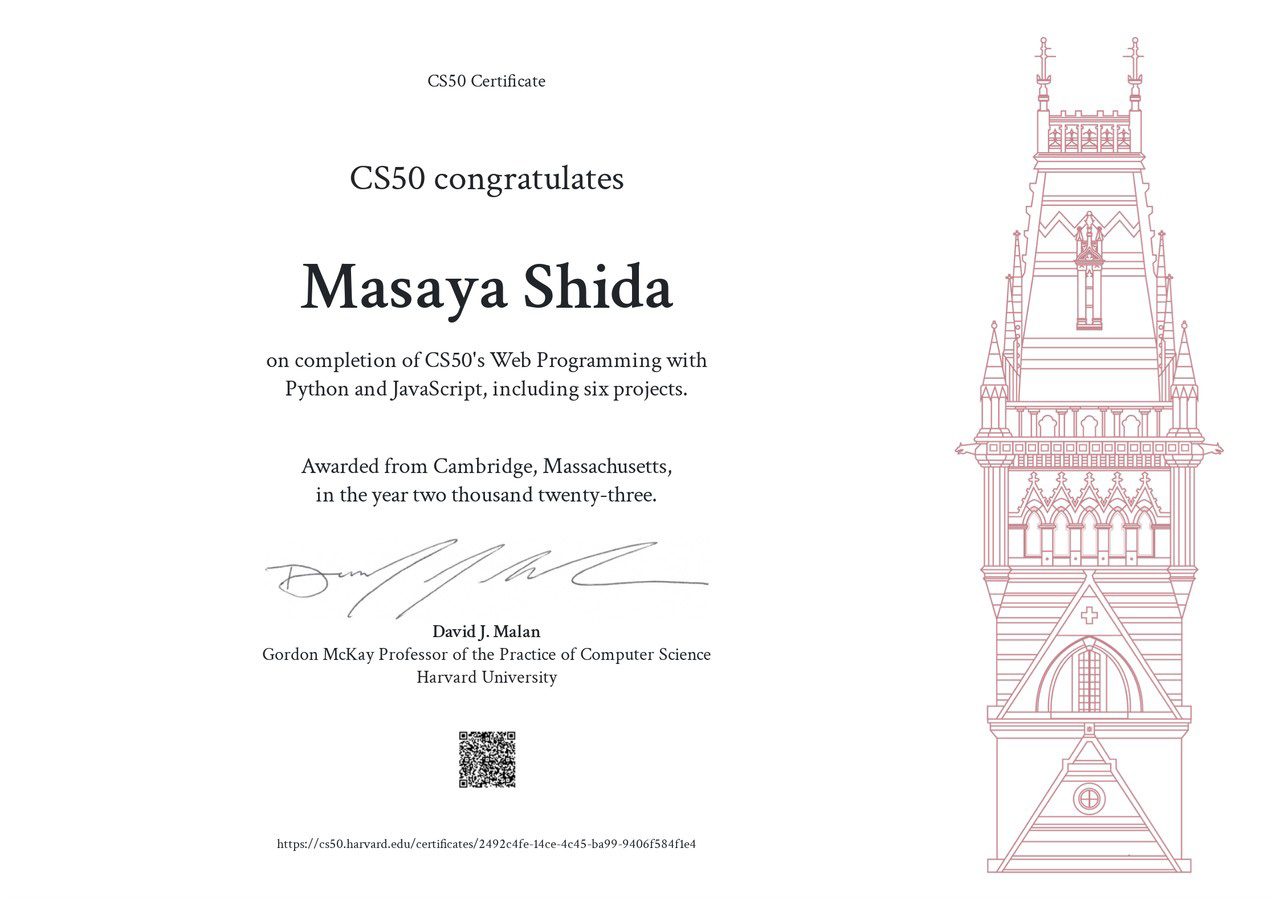 CS50 Certificate
CS50 congratulates
Masaya Shida
on completion of CS50's Web Programming with
Python and JavaScript, including six projects.
Awarded from Cambridge, Massachusetts,
in the year two thousand twenty-three.
David J. Malan
Gordon McKay Professor of the Practice of Computer Science
Harvard University
https://cs50.harvard.edu/certificates/2492c4fe-14ce-4c45-ba99-9406f584f1e4